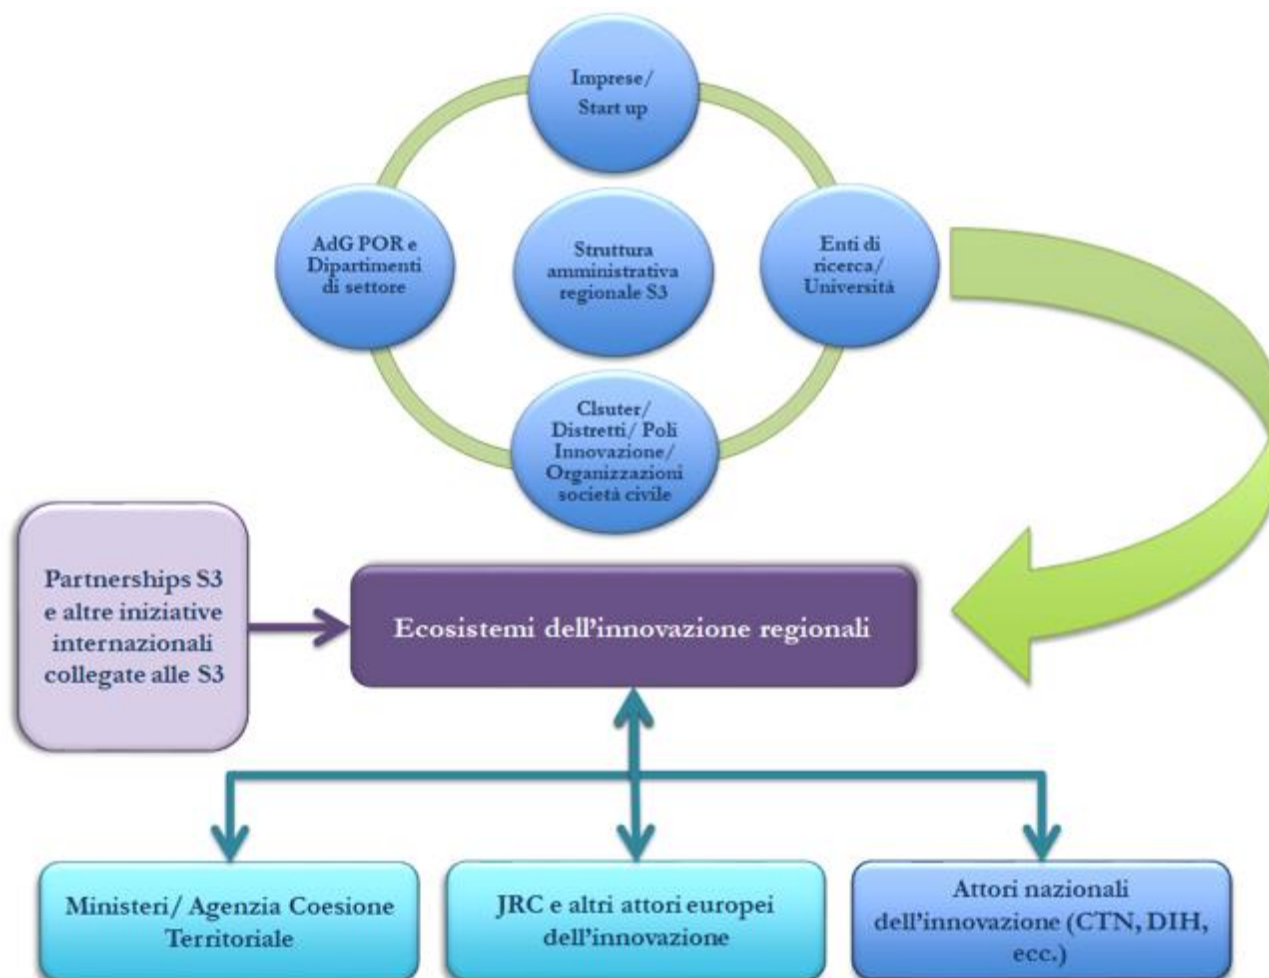 Imprese/
Start up
AdG POR e
Dipartimenti
di settore
Struttura
amministrativa
regionale S3
Enti di
ricerca/
Università
Clsuter/
Distretti/ Poli
Innovazione/
Organizzazioni
società civile
Partnerships S3
e altre iniziative
internazionali
collegate alle S3
Ecosistemi dell'innovazione regionali
Ministeri/ Agenzia Coesione
Territoriale
JRC e altri attori europei
dell'innovazione
Attori nazionali
dell'innovazione (CTN, DIH,
ecc.)